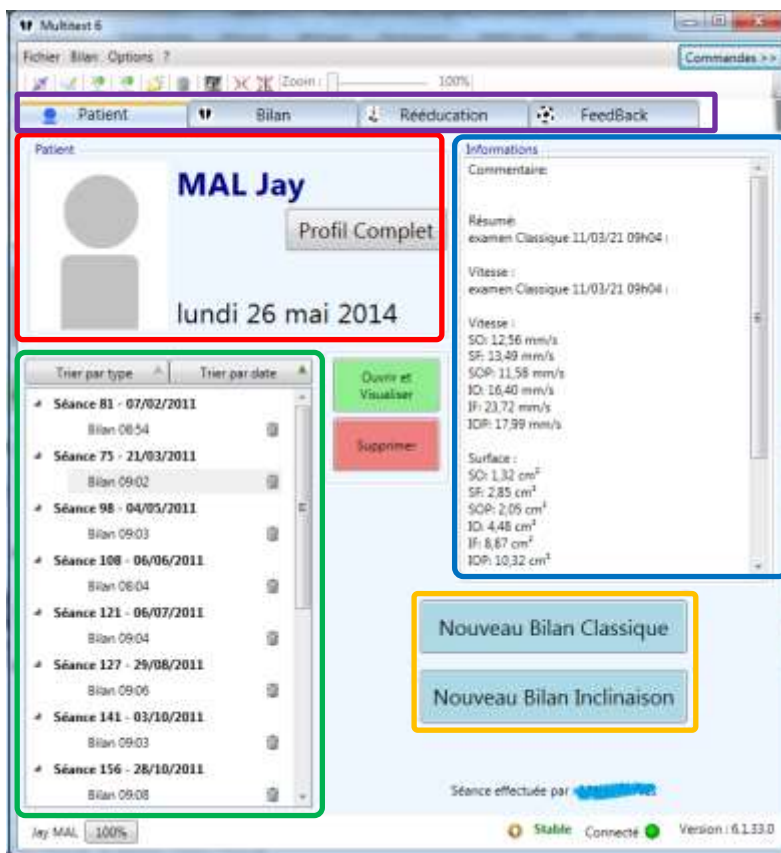 Multitest 6
Fichier Bilan Options ?
Commandes >>
Zoom : 100%
Patient Bilan Rééducation FeedBack
Patient
MAL Jay
Profil Complet
lundi 26 mai 2014
Informations
Commentaire:
Résumé:
examen Classique 11/03/21 09h04 :
Vitesse :
examen Classique 11/03/21 09h04 :
Vitesse :
SO: 12,56 mm/s
SF: 13,49 mm/s
SOP: 11,58 mm/s
IO: 16,40 mm/s
IF: 23,72 mm/s
IOP: 17,99 mm/s
Surface :
SO: 1,32 cm²
SF: 2,85 cm²
SOP: 2,05 cm²
IO: 4,48 cm²
IF: 8,87 cm²
IOP: 10,32 cm²
Trier par type Trier par date
Séance 81 - 07/02/2011
Bilan 08:54
Séance 75 - 21/03/2011
Bilan 09:02
Séance 98 - 04/05/2011
Bilan 09:03
Séance 108 - 06/06/2011
Bilan 08:04
Séance 121 - 06/07/2011
Bilan 09:04
Séance 127 - 29/08/2011
Bilan 09:06
Séance 141 - 03/10/2011
Bilan 09:03
Séance 156 - 28/10/2011
Bilan 09:08
Ouvrir et
Visualiser
Supprimer
Nouveau Bilan Classique
Nouveau Bilan Inclinaison
Séance effectuée par
Jay MAL 100%
Stable Connecté Version : 6.1.33.0